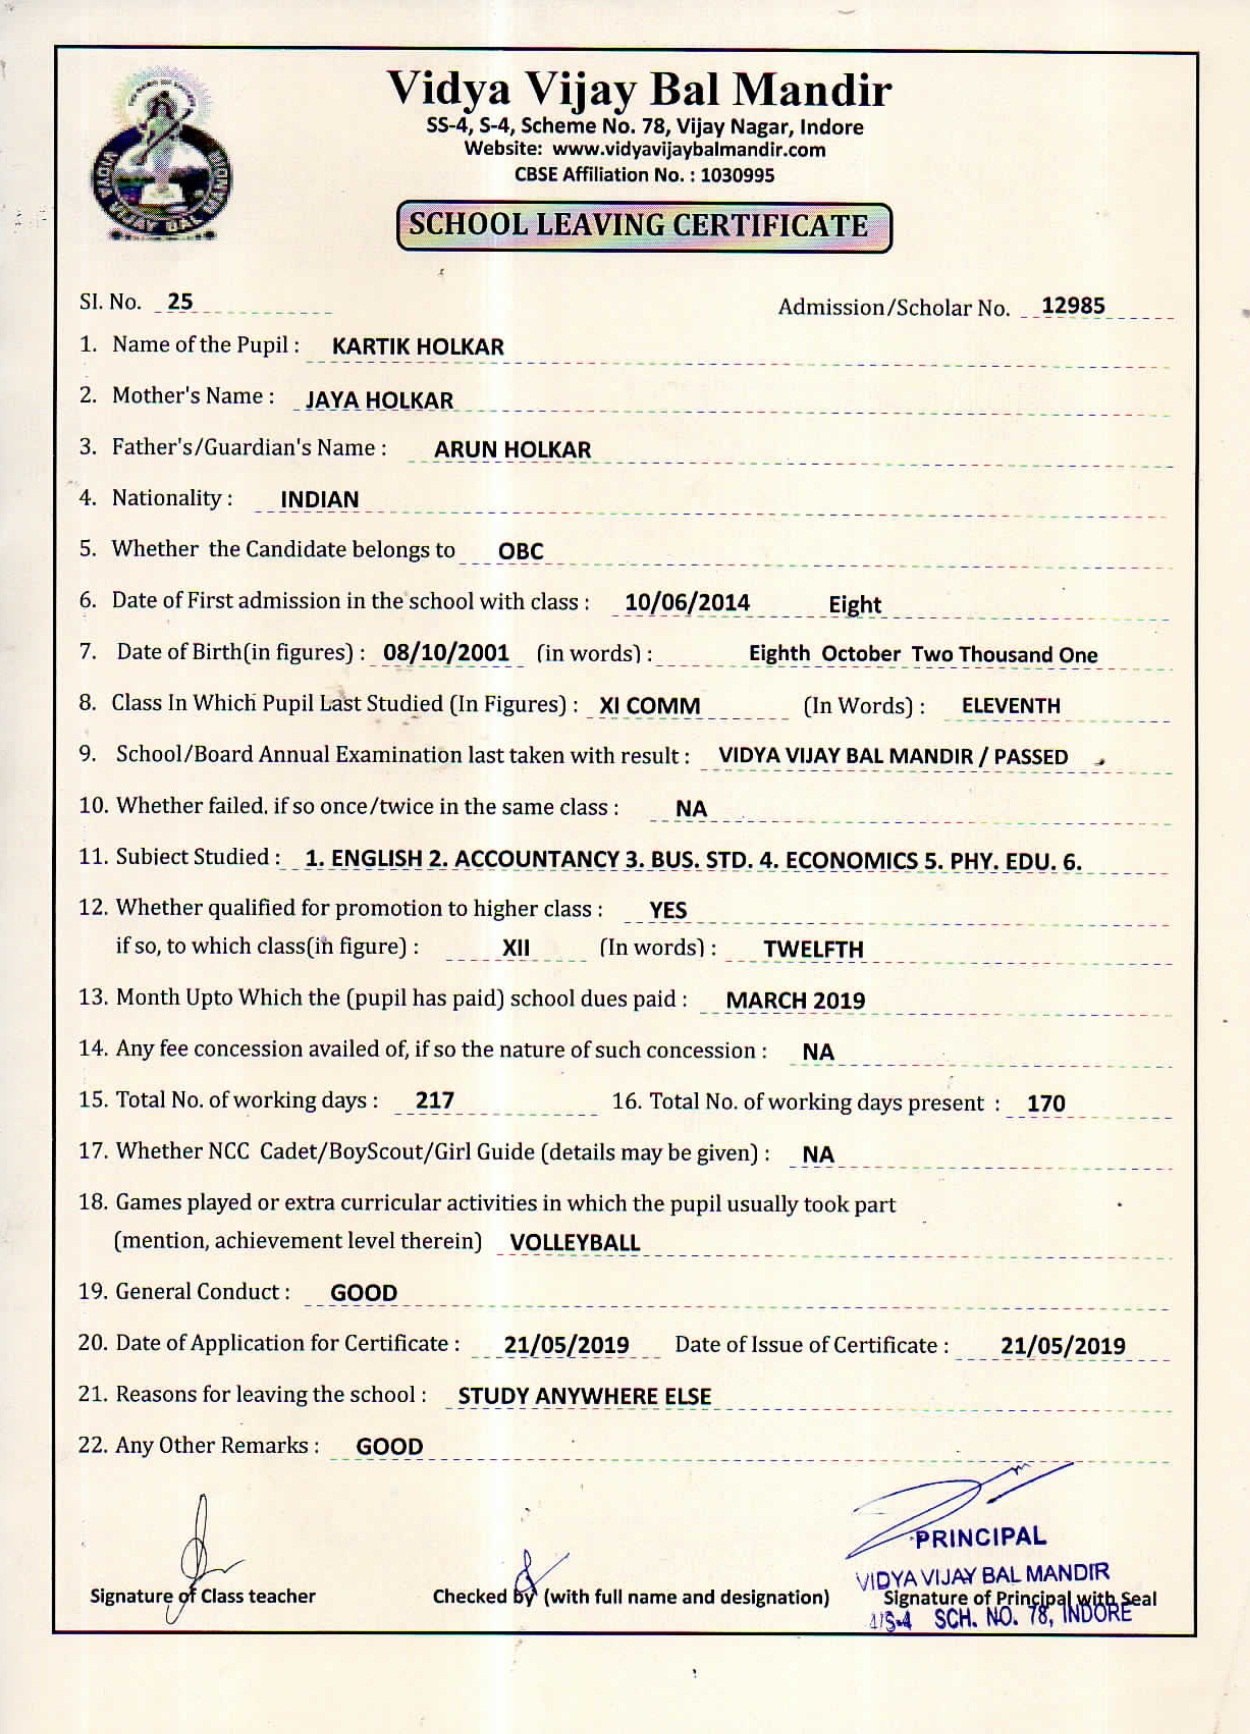 Vidya Vijay Bal Mandir
SS-4, S-4, Scheme No. 78, Vijay Nagar, Indore
Website: www.vidyavijaybalmandir.com
CBSE Affiliation No. : 1030995
VIDYA VIJAY BAL MANDIR
SCHOOL LEAVING CERTIFICATE
SI. No. 25 Admission/Scholar No. 12985
1. Name of the Pupil : KARTIK HOLKAR
2. Mother's Name : JAYA HOLKAR
3. Father's/Guardian's Name : ARUN HOLKAR
4. Nationality : INDIAN
5. Whether the Candidate belongs to OBC
6. Date of First admission in the school with class : 10/06/2014 Eight
7. Date of Birth(in figures) : 08/10/2001 (in words) : Eighth October Two Thousand One
8. Class In Which Pupil Last Studied (In Figures) : XI COMM (In Words) : ELEVENTH
9. School/Board Annual Examination last taken with result : VIDYA VIJAY BAL MANDIR / PASSED
10. Whether failed, if so once/twice in the same class : NA
11. Subject Studied : 1. ENGLISH 2. ACCOUNTANCY 3. BUS. STD. 4. ECONOMICS 5. PHY. EDU. 6.
12. Whether qualified for promotion to higher class : YES
if so, to which class(in figure) : XII (In words) : TWELFTH
13. Month Upto Which the (pupil has paid) school dues paid : MARCH 2019
14. Any fee concession availed of, if so the nature of such concession : NA
15. Total No. of working days : 217 16. Total No. of working days present : 170
17. Whether NCC Cadet/BoyScout/Girl Guide (details may be given) : NA
18. Games played or extra curricular activities in which the pupil usually took part
(mention, achievement level therein) VOLLEYBALL
19. General Conduct : GOOD
20. Date of Application for Certificate : 21/05/2019 Date of Issue of Certificate : 21/05/2019
21. Reasons for leaving the school : STUDY ANYWHERE ELSE
22. Any Other Remarks : GOOD
PRINCIPAL
VIDYA VIJAY BAL MANDIR
Signature of Class teacher Checked By (with full name and designation) Signature of Principal with Seal
SCH. NO. 78, INDORE